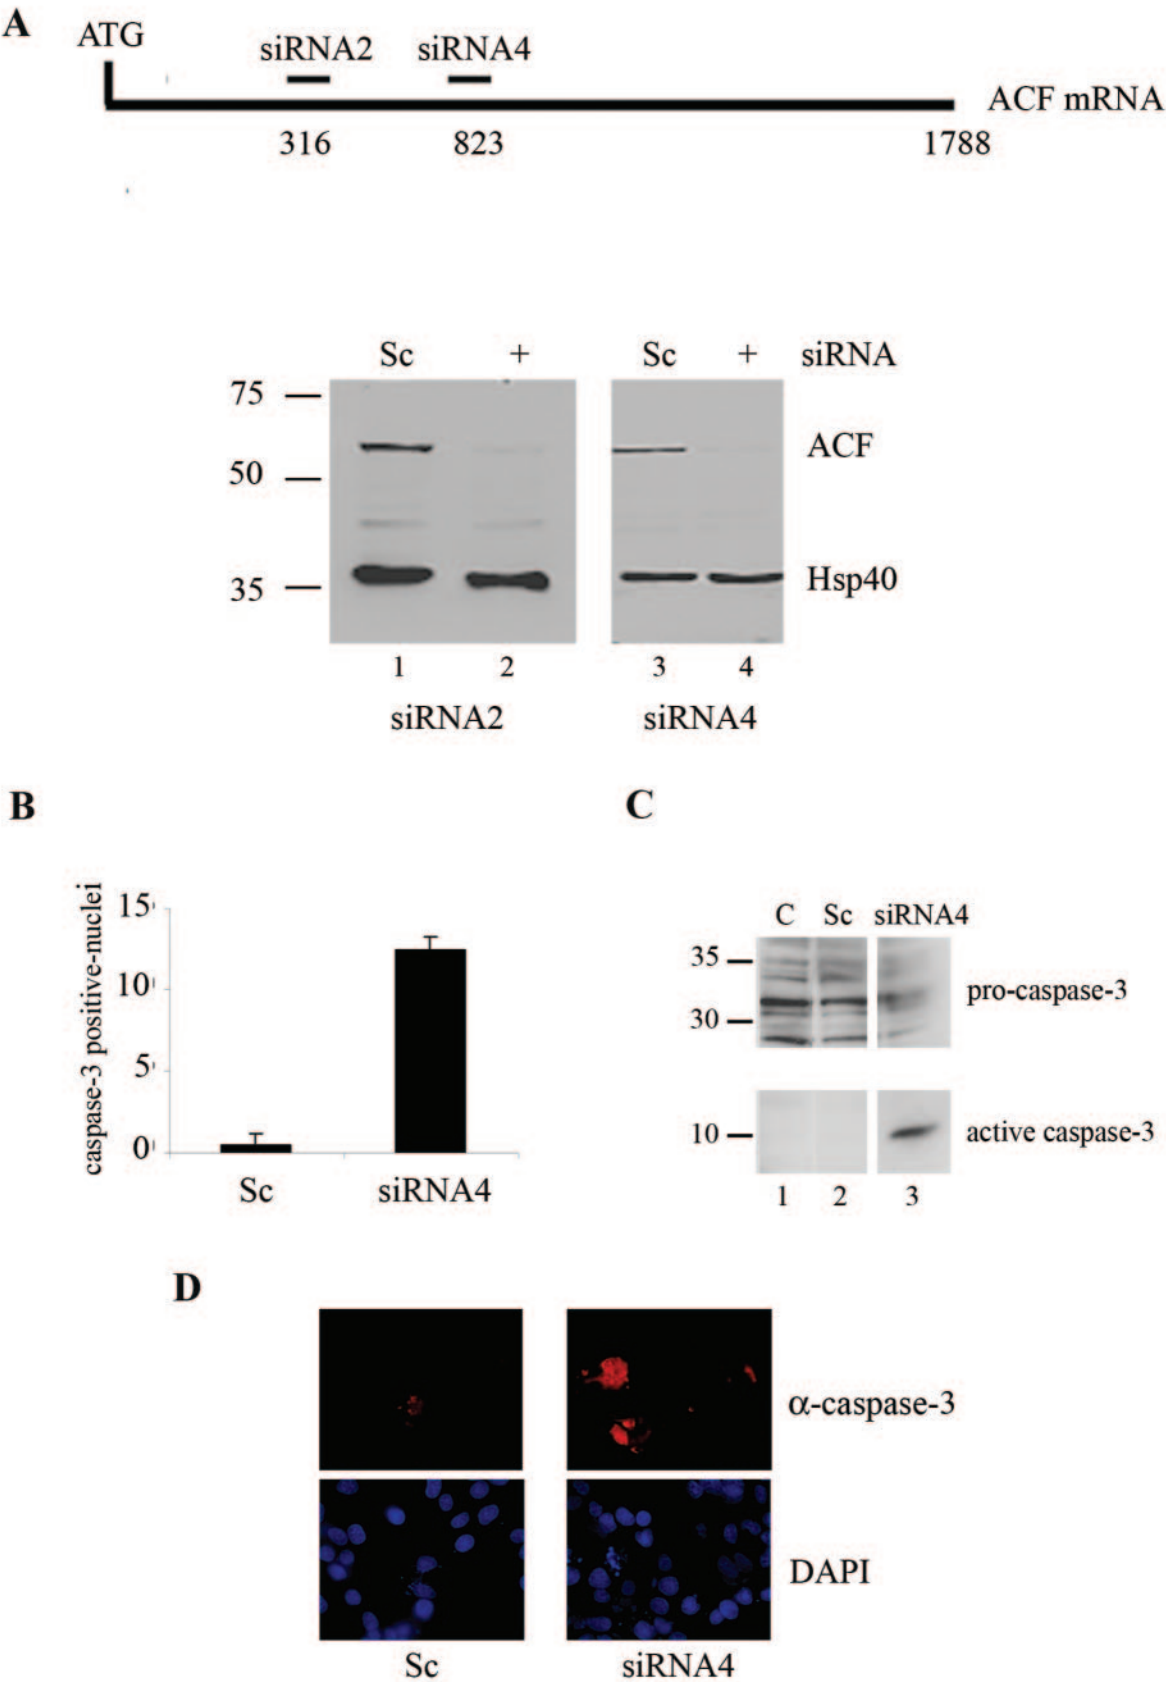 A
ATG
siRNA2 siRNA4
ACF mRNA
316 823 1788
Sc + Sc + siRNA
75
ACF
50
Hsp40
35
1 2 3 4
siRNA2 siRNA4
B
caspase-3 positive-nuclei
15
10
5
0
Sc siRNA4
C
C Sc siRNA4
35
pro-caspase-3
30
10
active caspase-3
1 2 3
D
α-caspase-3
DAPI
Sc siRNA4